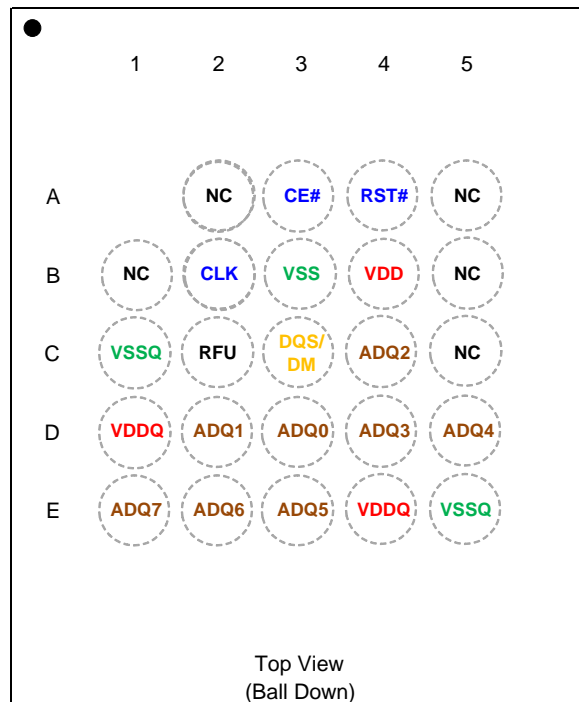 1 2 3 4 5
A NC CE# RST# NC
B NC CLK VSS VDD NC
C VSSQ RFU DQS/ DM ADQ2 NC
D VDDQ ADQ1 ADQ0 ADQ3 ADQ4
E ADQ7 ADQ6 ADQ5 VDDQ VSSQ
Top View
(Ball Down)